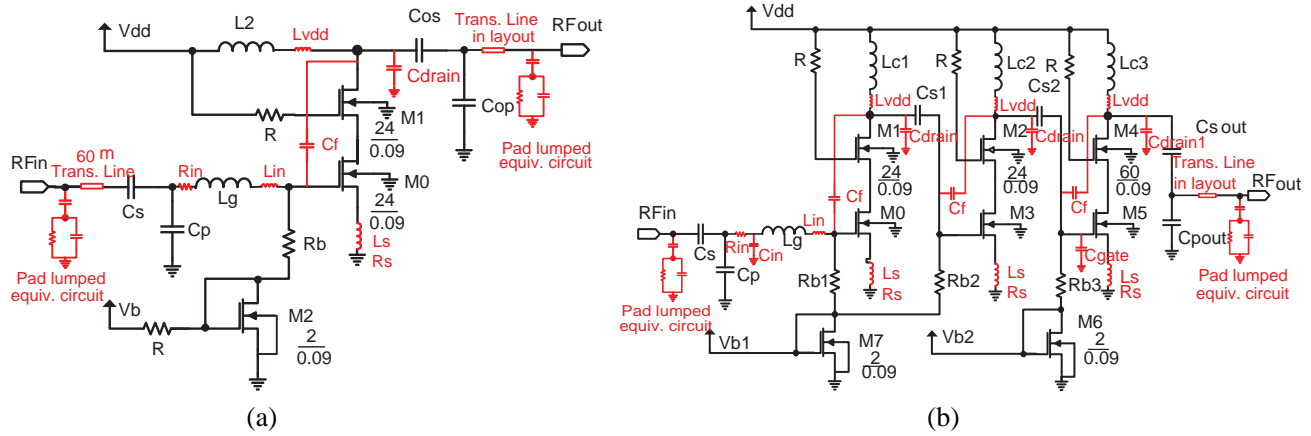 Vdd
L2
Lvdd
Cos
Trans. Line
in layout
RFout
Cdrain
R
M1
24
0.09
Cop
Pad lumped
equiv. circuit
Cf
RFin
60 m
Trans. Line
Rin
Lg
Lin
M0
24
0.09
Cs
Cp
Rb
Ls
Rs
Pad lumped
equiv. circuit
Vb
R
M2
2
0.09
(a)
Vdd
R
Lc1
R
Lc2
R
Lc3
Cs1
Cs2
Lvdd
Lvdd
Lvdd
M1
Cdrain
M2
Cdrain
M4
Cdrain1
Csout
24
0.09
24
0.09
60
0.09
Trans. Line
in layout
RFout
Cf
Cf
Cf
RFin
Cs
Rin
Cin
Lg
Lin
M0
M3
M5
Cp
Cgate
Cpout
Pad lumped
equiv. circuit
Pad lumped
equiv. circuit
Rb1
Ls
Rs
Rb2
Ls
Rs
Rb3
Ls
Rs
Vb1
M7
2
0.09
Vb2
M6
2
0.09
(b)